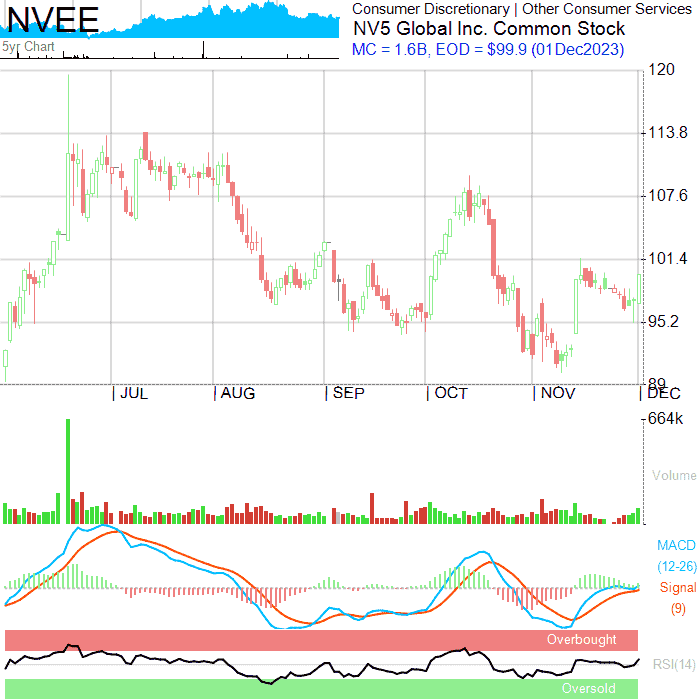 NVEE
5yr Chart
Consumer Discretionary | Other Consumer Services
NV5 Global Inc. Common Stock
MC = 1.6B, EOD = $99.9 (01Dec2023)
120
113.8
107.6
101.4
95.2
89
JUL AUG SEP OCT NOV DEC
664k
Volume
MACD
(12-26)
Signal
(9)
Overbought
RSI(14)
Oversold